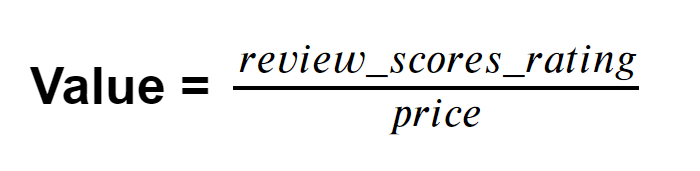 Value = review_scores_rating
price